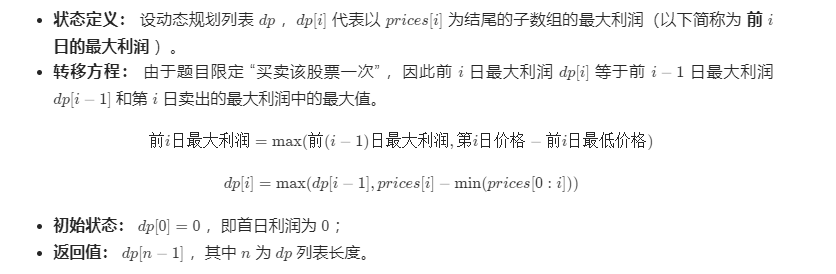 • 状态定义： 设动态规划列表 dp ，dp[i] 代表以 prices[i] 为结尾的子数组的最大利润（以下简称为 前 i
日的最大利润 ）。
• 转移方程： 由于题目限定 “买卖该股票一次” ，因此前 i 日最大利润 dp[i] 等于前 i − 1 日最大利润
dp[i − 1] 和第 i 日卖出的最大利润中的最大值。
前i日最大利润 = max(前(i − 1)日最大利润, 第i日价格 − 前i日最低价格)
dp[i] = max(dp[i − 1], prices[i] − min(prices[0 : i]))
• 初始状态： dp[0] = 0 ，即首日利润为 0 ；
• 返回值： dp[n − 1] ，其中 n 为 dp 列表长度。